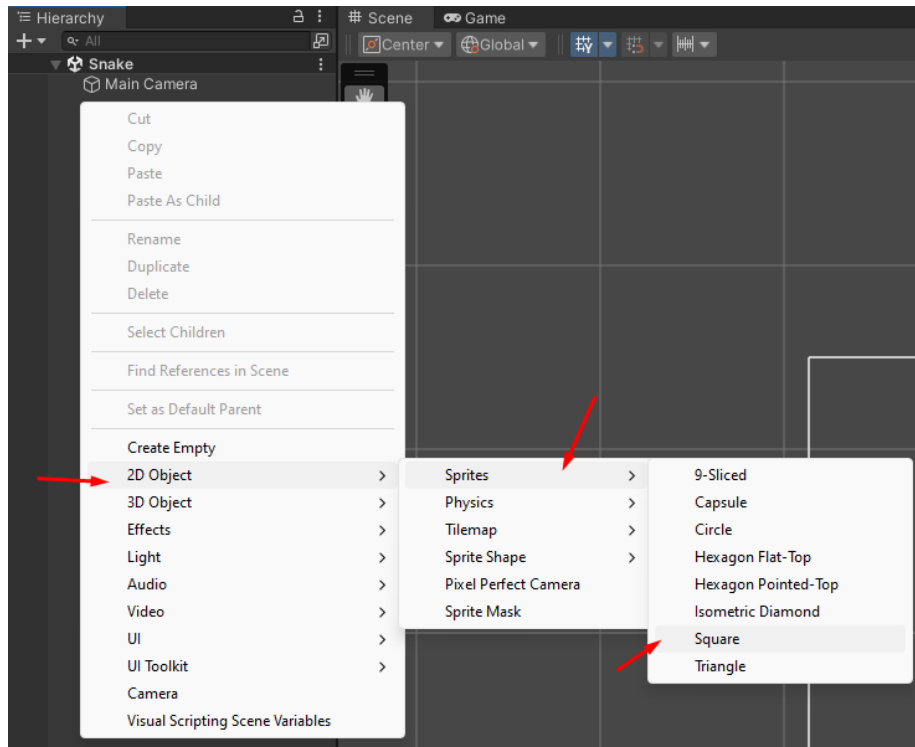 Hierarchy
Scene
Game
All
Center
Global
Snake
Main Camera
Cut
Copy
Paste
Paste As Child
Rename
Duplicate
Delete
Select Children
Find References in Scene
Set as Default Parent
Create Empty
2D Object
3D Object
Effects
Light
Audio
Video
UI
UI Toolkit
Camera
Visual Scripting Scene Variables
Sprites
Physics
Tilemap
Sprite Shape
Pixel Perfect Camera
Sprite Mask
9-Sliced
Capsule
Circle
Hexagon Flat-Top
Hexagon Pointed-Top
Isometric Diamond
Square
Triangle